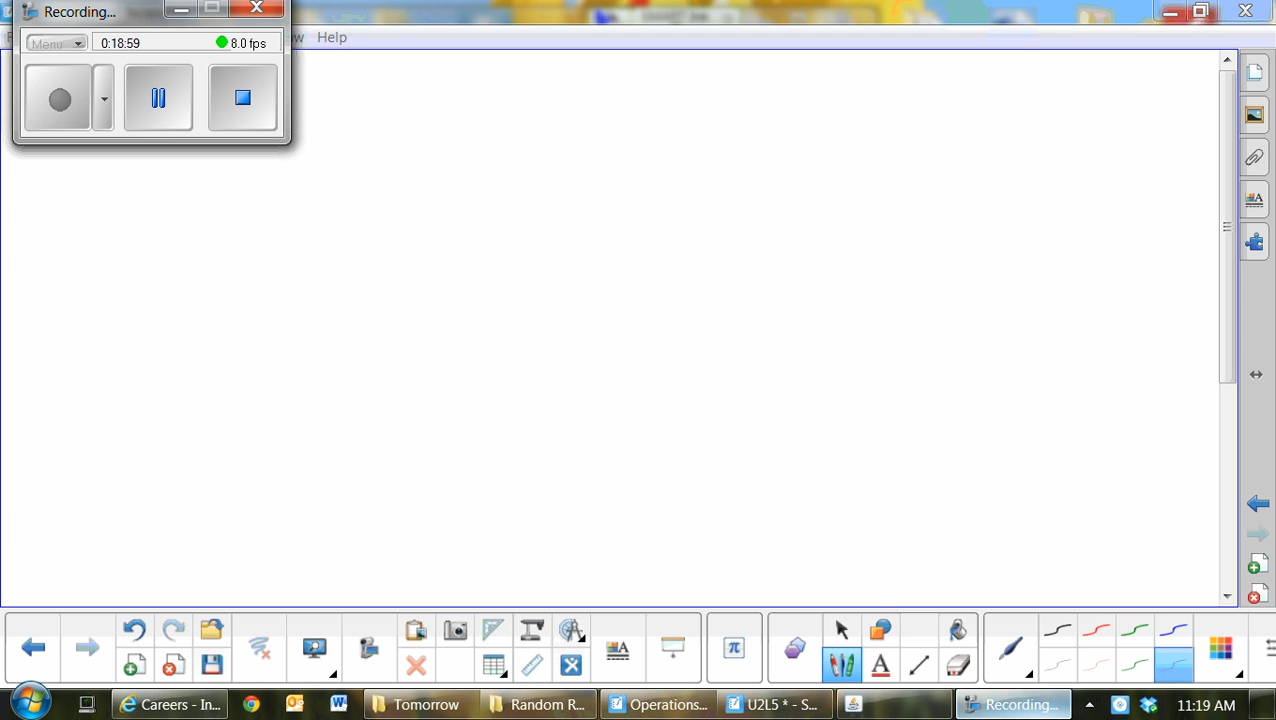 Recording...
Menu
0:18:59
8.0 fps
w
Help
A
π
A
Careers - In...
Tomorrow
Random R...
Operations...
U2L5 * - S...
Recording...
11:19 AM